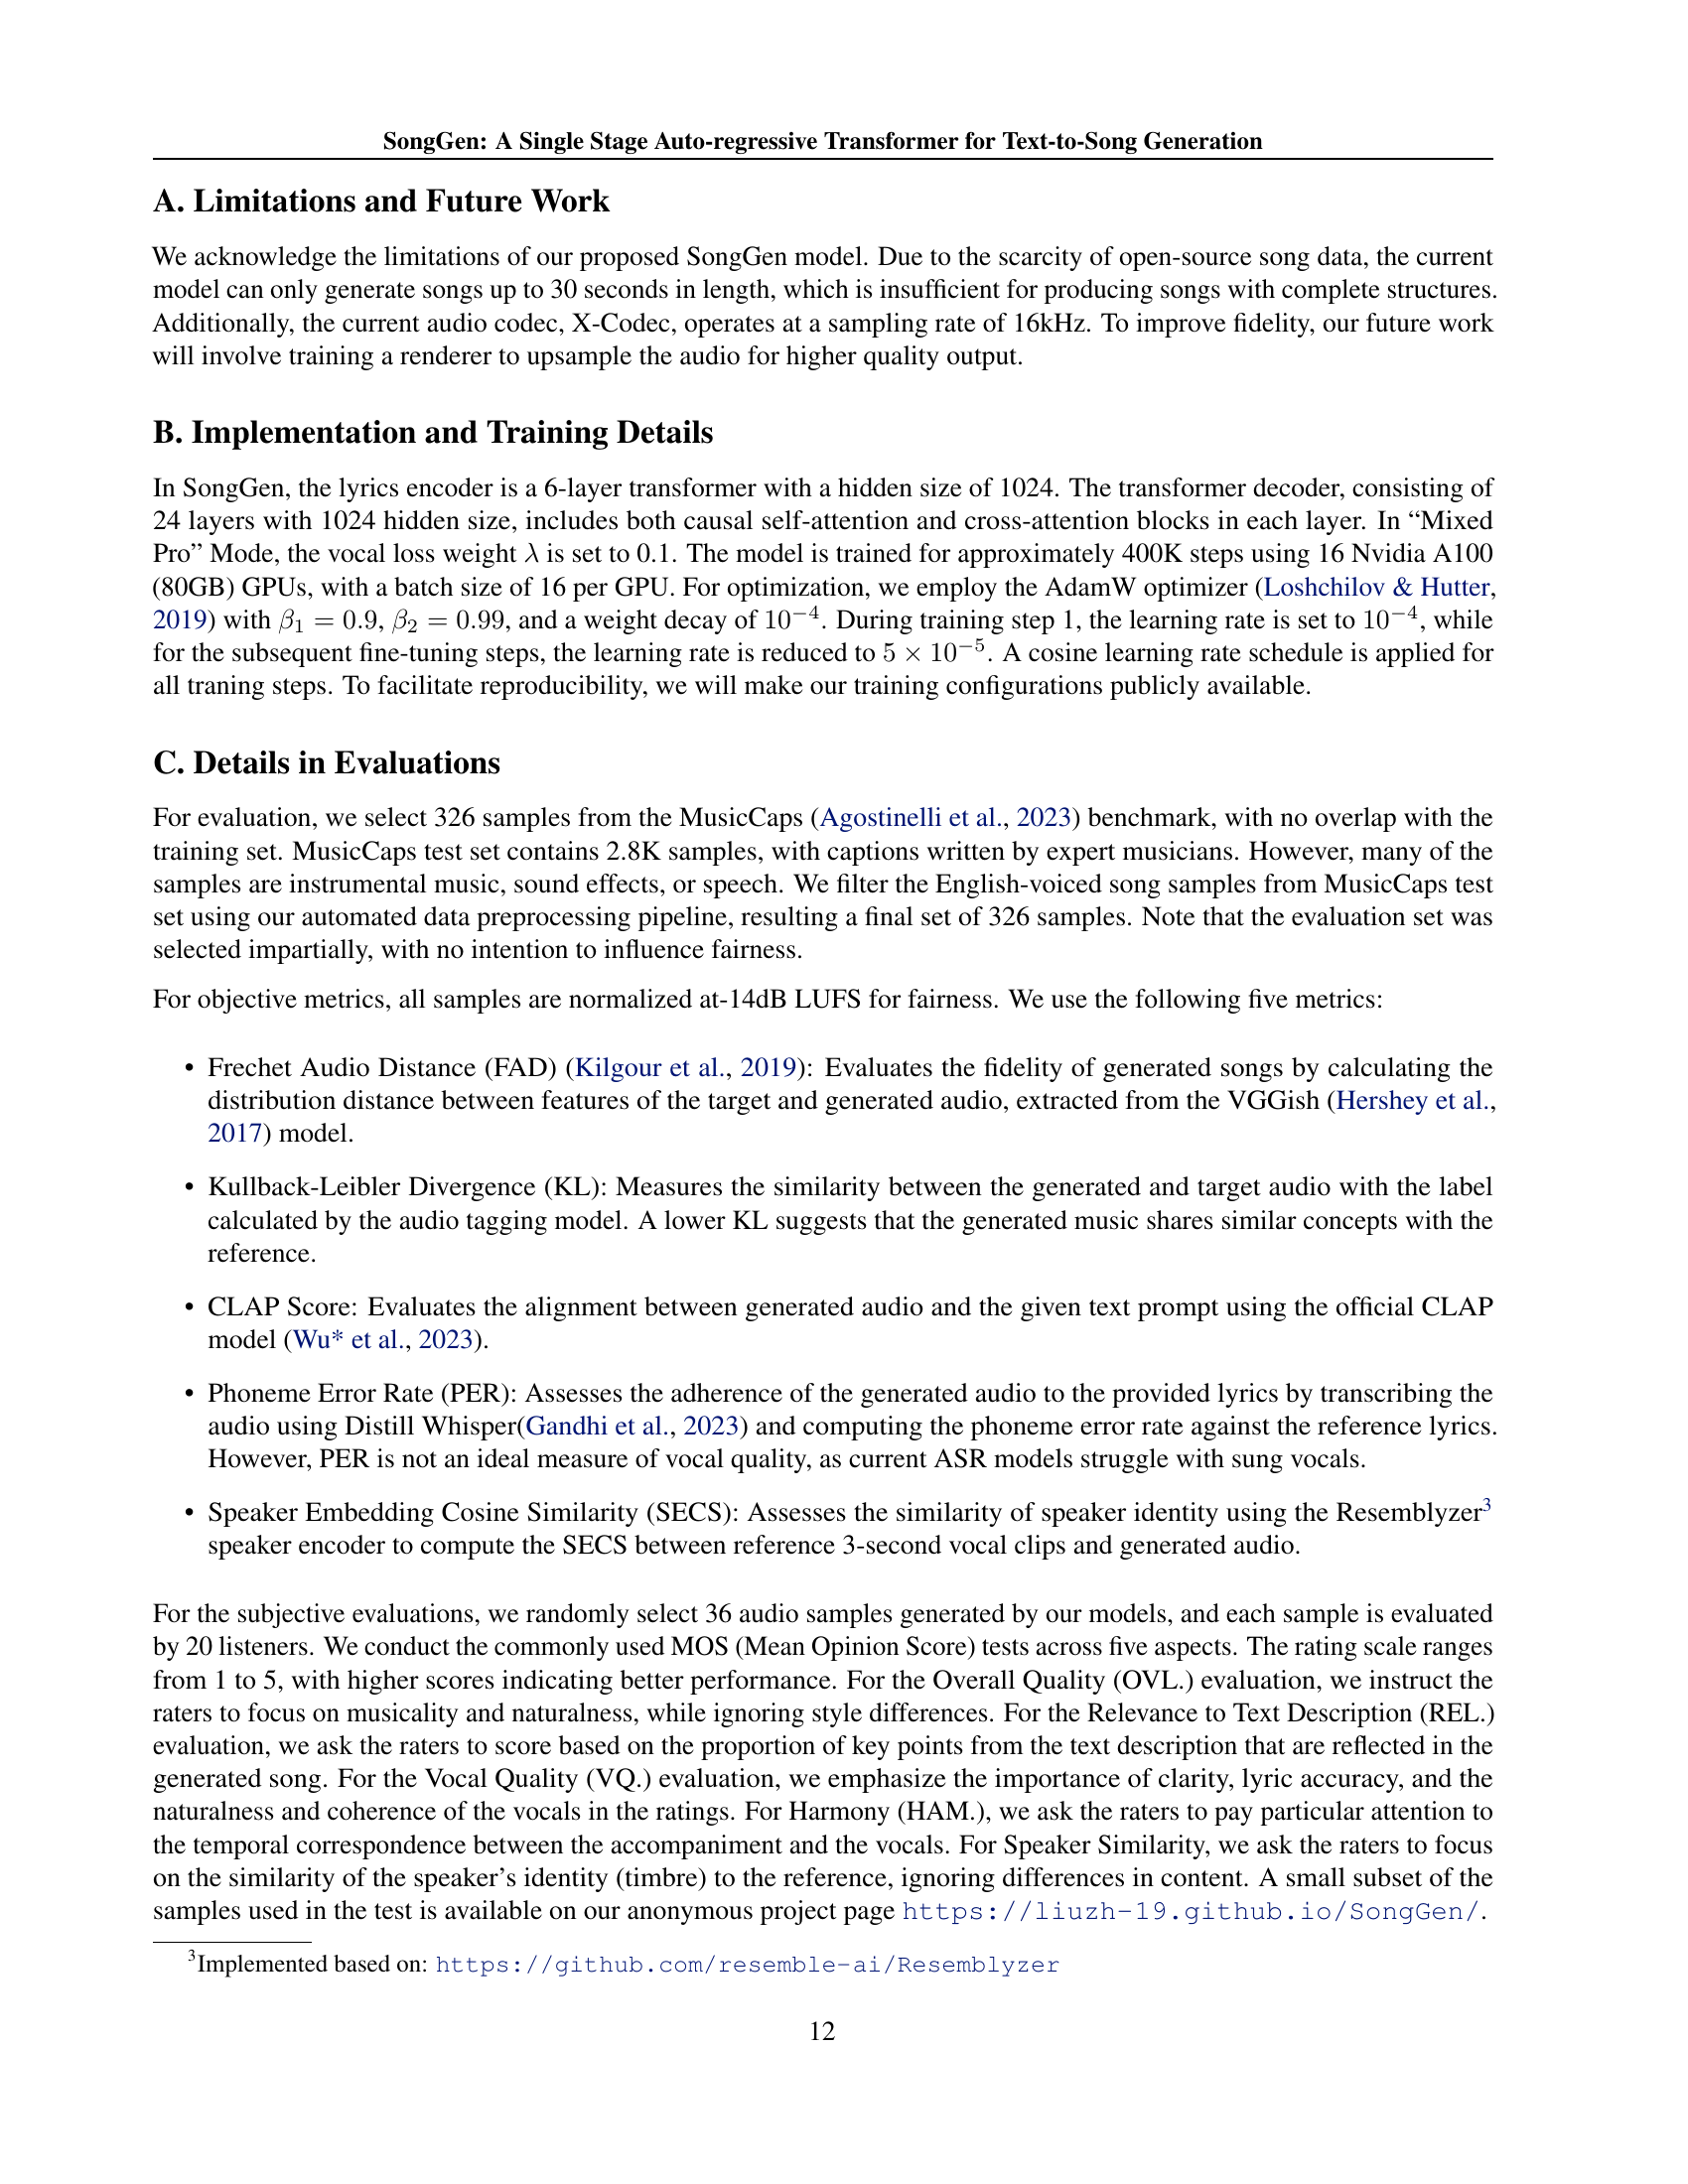 SongGen: A Single Stage Auto-regressive Transformer for Text-to-Song Generation
A. Limitations and Future Work
We acknowledge the limitations of our proposed SongGen model. Due to the scarcity of open-source song data, the current
model can only generate songs up to 30 seconds in length, which is insufficient for producing songs with complete structures.
Additionally, the current audio codec, X-Codec, operates at a sampling rate of 16kHz. To improve fidelity, our future work
will involve training a renderer to upsample the audio for higher quality output.
B. Implementation and Training Details
In SongGen, the lyrics encoder is a 6-layer transformer with a hidden size of 1024. The transformer decoder, consisting of
24 layers with 1024 hidden size, includes both causal self-attention and cross-attention blocks in each layer. In “Mixed
Pro” Mode, the vocal loss weight λ is set to 0.1. The model is trained for approximately 400K steps using 16 Nvidia A100
(80GB) GPUs, with a batch size of 16 per GPU. For optimization, we employ the AdamW optimizer (Loshchilov & Hutter,
2019) with β₁ = 0.9, β₂ = 0.99, and a weight decay of 10⁻⁴. During training step 1, the learning rate is set to 10⁻⁴, while
for the subsequent fine-tuning steps, the learning rate is reduced to 5 × 10⁻⁵. A cosine learning rate schedule is applied for
all traning steps. To facilitate reproducibility, we will make our training configurations publicly available.
C. Details in Evaluations
For evaluation, we select 326 samples from the MusicCaps (Agostinelli et al., 2023) benchmark, with no overlap with the
training set. MusicCaps test set contains 2.8K samples, with captions written by expert musicians. However, many of the
samples are instrumental music, sound effects, or speech. We filter the English-voiced song samples from MusicCaps test
set using our automated data preprocessing pipeline, resulting a final set of 326 samples. Note that the evaluation set was
selected impartially, with no intention to influence fairness.
For objective metrics, all samples are normalized at-14dB LUFS for fairness. We use the following five metrics:
• Frechet Audio Distance (FAD) (Kilgour et al., 2019): Evaluates the fidelity of generated songs by calculating the
distribution distance between features of the target and generated audio, extracted from the VGGish (Hershey et al.,
2017) model.
• Kullback-Leibler Divergence (KL): Measures the similarity between the generated and target audio with the label
calculated by the audio tagging model. A lower KL suggests that the generated music shares similar concepts with the
reference.
• CLAP Score: Evaluates the alignment between generated audio and the given text prompt using the official CLAP
model (Wu* et al., 2023).
• Phoneme Error Rate (PER): Assesses the adherence of the generated audio to the provided lyrics by transcribing the
audio using Distill Whisper(Gandhi et al., 2023) and computing the phoneme error rate against the reference lyrics.
However, PER is not an ideal measure of vocal quality, as current ASR models struggle with sung vocals.
• Speaker Embedding Cosine Similarity (SECS): Assesses the similarity of speaker identity using the Resemblyzer³
speaker encoder to compute the SECS between reference 3-second vocal clips and generated audio.
For the subjective evaluations, we randomly select 36 audio samples generated by our models, and each sample is evaluated
by 20 listeners. We conduct the commonly used MOS (Mean Opinion Score) tests across five aspects. The rating scale ranges
from 1 to 5, with higher scores indicating better performance. For the Overall Quality (OVL.) evaluation, we instruct the
raters to focus on musicality and naturalness, while ignoring style differences. For the Relevance to Text Description (REL.)
evaluation, we ask the raters to score based on the proportion of key points from the text description that are reflected in the
generated song. For the Vocal Quality (VQ.) evaluation, we emphasize the importance of clarity, lyric accuracy, and the
naturalness and coherence of the vocals in the ratings. For Harmony (HAM.), we ask the raters to pay particular attention to
the temporal correspondence between the accompaniment and the vocals. For Speaker Similarity, we ask the raters to focus
on the similarity of the speaker’s identity (timbre) to the reference, ignoring differences in content. A small subset of the
samples used in the test is available on our anonymous project page https://liuzh-19.github.io/SongGen/.
³Implemented based on: https://github.com/resemble-ai/Resemblyzer
12